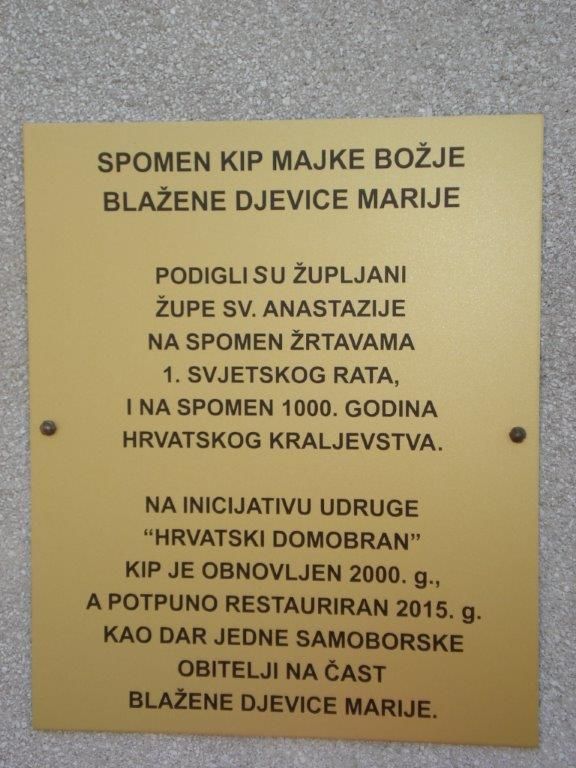 SPOMEN KIP MAJKE BOŽJE
BLAŽENE DJEVICE MARIJE
PODIGLI SU ŽUPLJANI
ŽUPE SV. ANASTAZIJE
NA SPOMEN ŽRTAVAMA
1. SVJETSKOG RATA,
I NA SPOMEN 1000. GODINA
HRVATSKOG KRALJEVSTVA.
NA INICIJATIVU UDRUGE
“HRVATSKI DOMOBRAN”
KIP JE OBNOVLJEN 2000. g.,
A POTPUNO RESTAURIRAN 2015. g.
KAO DAR JEDNE SAMOBORSKE
OBITELJI NA ČAST
BLAŽENE DJEVICE MARIJE.